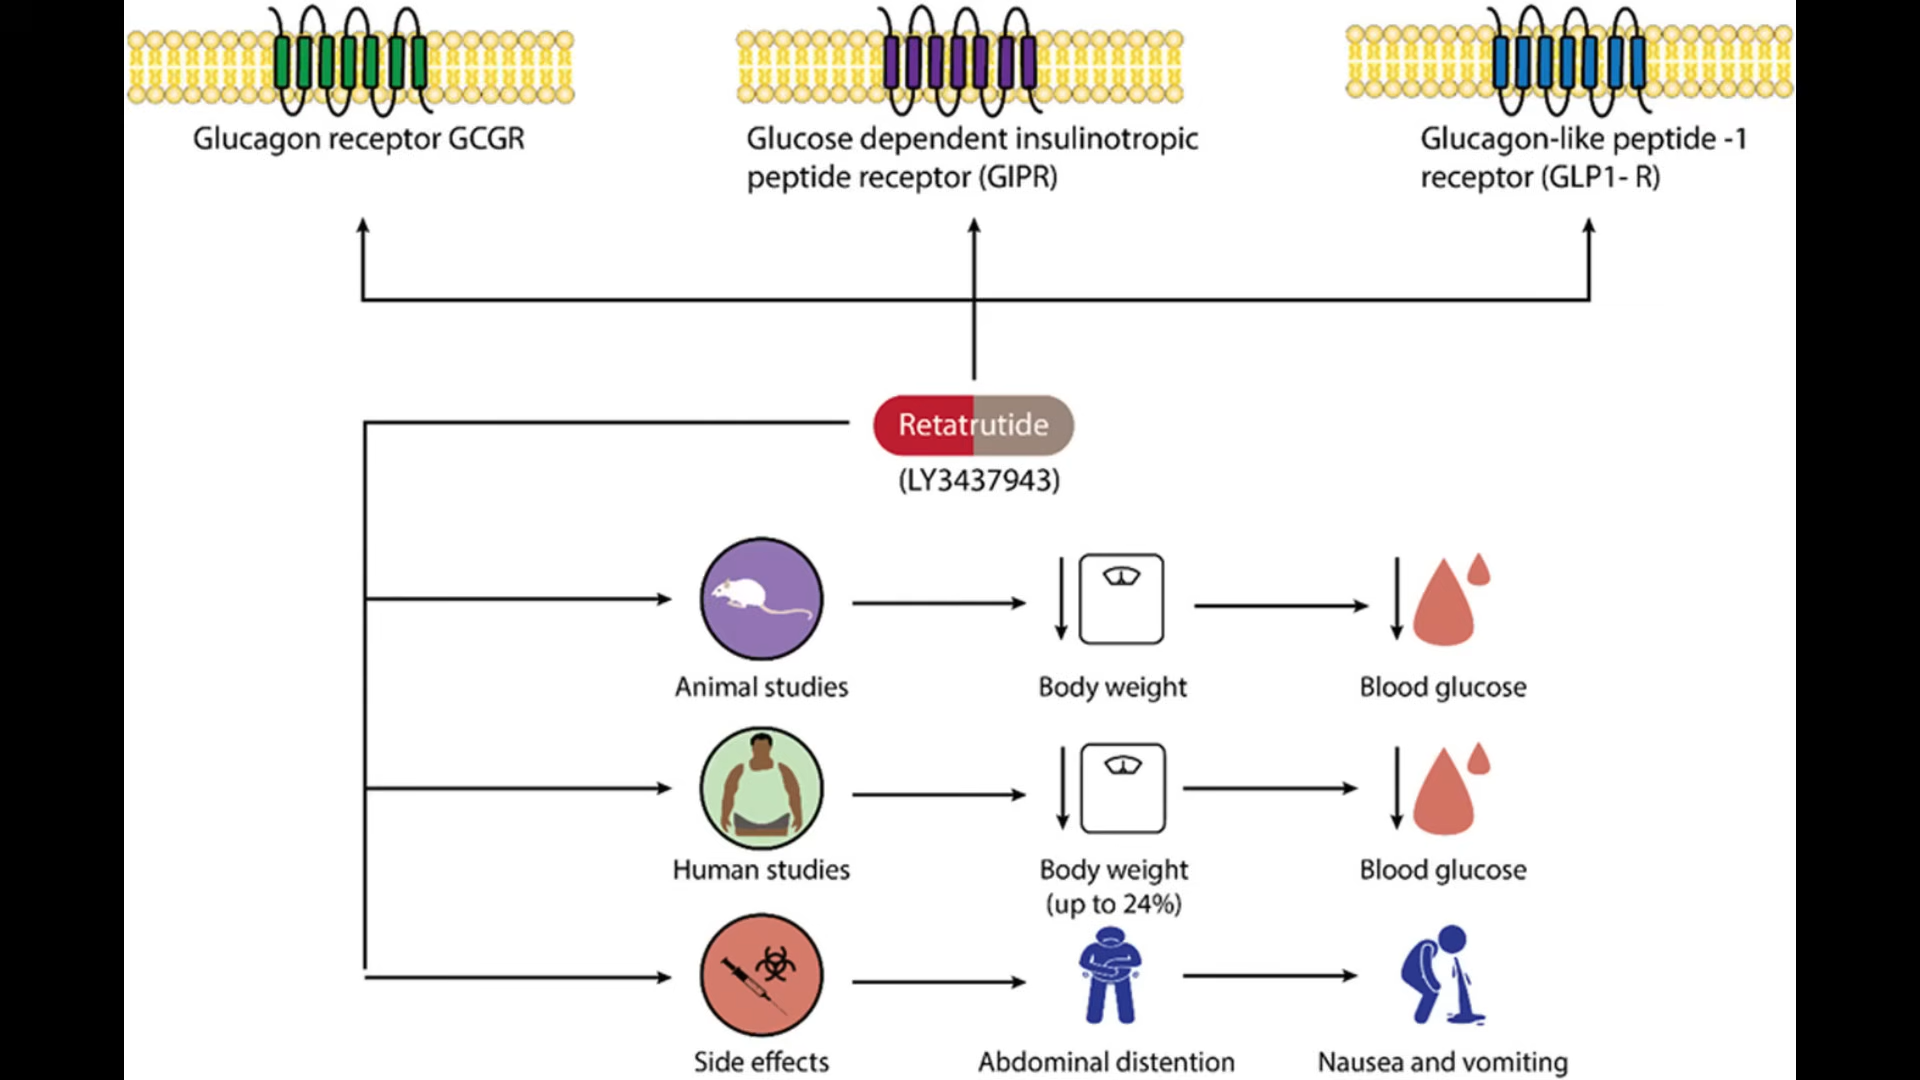 Glucagon receptor GCGR
Glucose dependent insulinotropic
peptide receptor (GIPR)
Glucagon-like peptide -1
receptor (GLP1- R)
Retatrutide
(LY3437943)
Animal studies
Body weight
Blood glucose
Human studies
Body weight
(up to 24%)
Blood glucose
Side effects
Abdominal distention
Nausea and vomiting